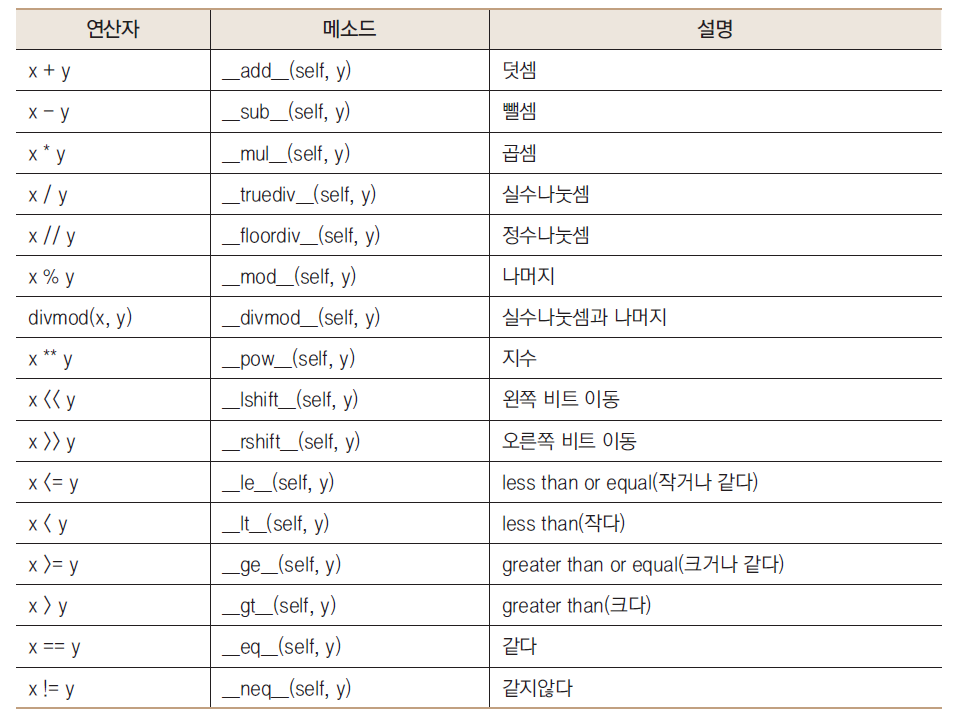 연산자 메소드 설명
x + y __add__(self, y) 덧셈
x - y __sub__(self, y) 뺄셈
x * y __mul__(self, y) 곱셈
x / y __truediv__(self, y) 실수나눗셈
x // y __floordiv__(self, y) 정수나눗셈
x % y __mod__(self, y) 나머지
divmod(x, y) __divmod__(self, y) 실수나눗셈과 나머지
x ** y __pow__(self, y) 지수
x 〈〈 y __lshift__(self, y) 왼쪽 비트 이동
x 〉〉 y __rshift__(self, y) 오른쪽 비트 이동
x 〈= y __le__(self, y) less than or equal(작거나 같다)
x 〈 y __lt__(self, y) less than(작다)
x 〉= y __ge__(self, y) greater than or equal(크거나 같다)
x 〉 y __gt__(self, y) greater than(크다)
x == y __eq__(self, y) 같다
x != y __neq__(self, y) 같지않다